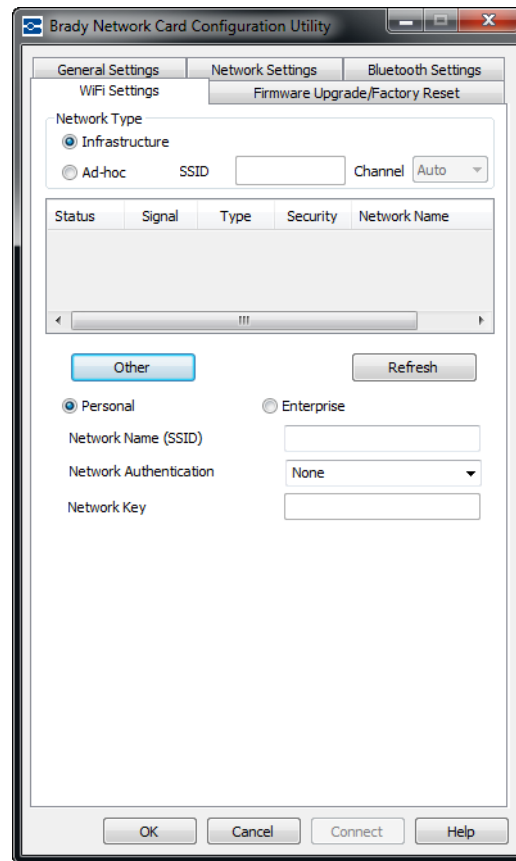 Brady Network Card Configuration Utility
General Settings Network Settings Bluetooth Settings
WiFi Settings Firmware Upgrade/Factory Reset
Network Type
Infrastructure
Ad-hoc SSID Channel Auto
Status Signal Type Security Network Name
Other Refresh
Personal Enterprise
Network Name (SSID)
Network Authentication None
Network Key
OK Cancel Connect Help